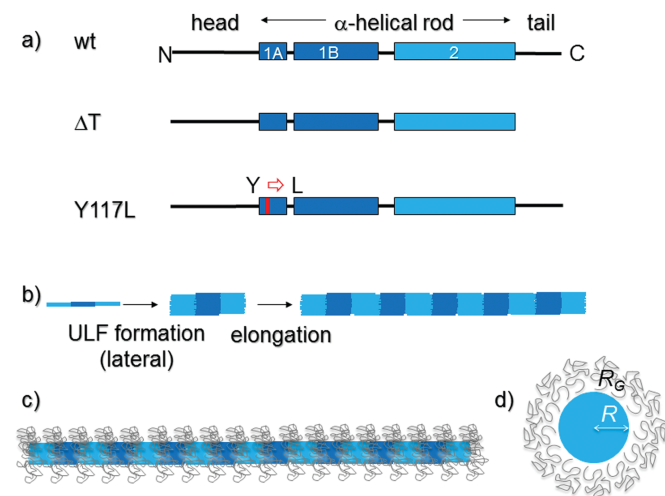 head ← α-helical rod → tail
a) wt N 1A 1B 2 C
ΔT
Y ⇨ L
Y117L
b)
ULF formation elongation
(lateral)
c) d) R_G
R